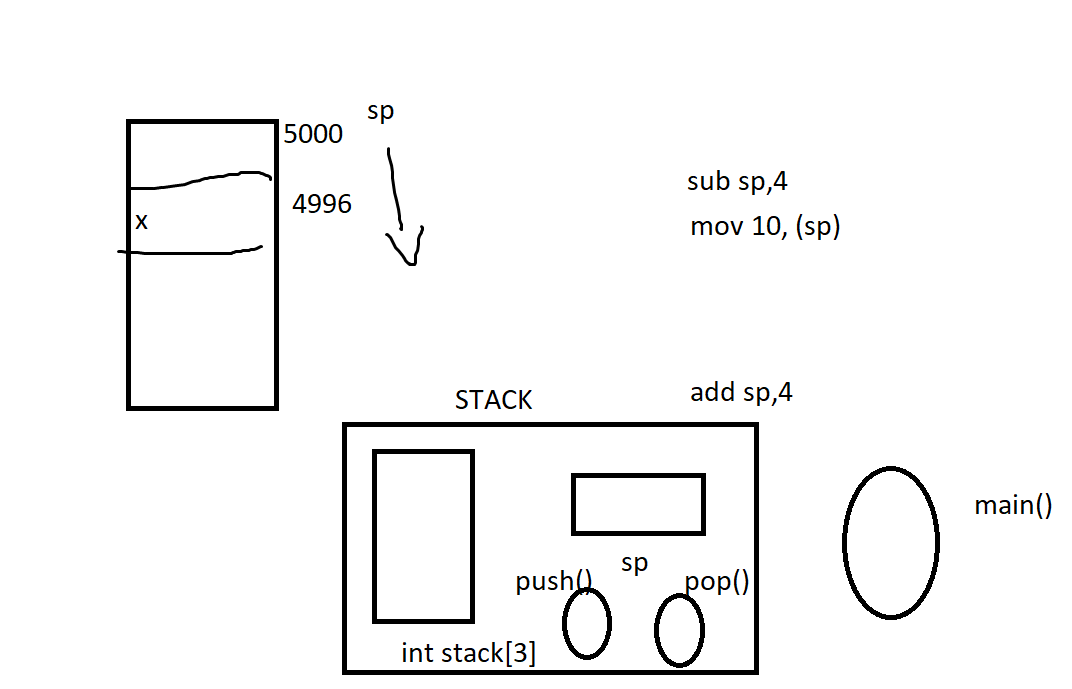 sp
5000
sub sp,4
4996
x
mov 10, (sp)
add sp,4
STACK
main()
sp
push()
pop()
int stack[3]